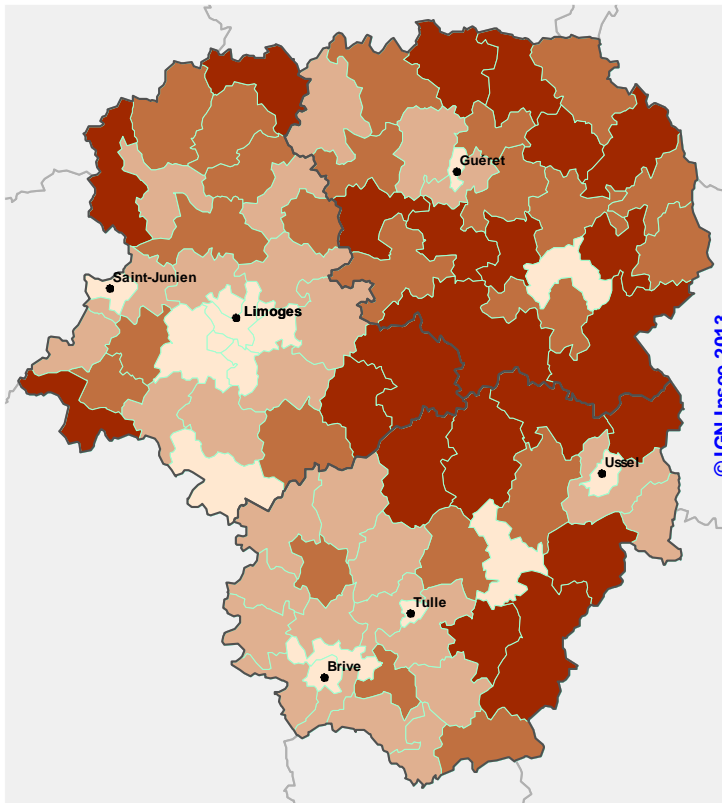 Guéret
Saint-Junien
Limoges
Ussel
Tulle
Brive
© IGN Insee 2013